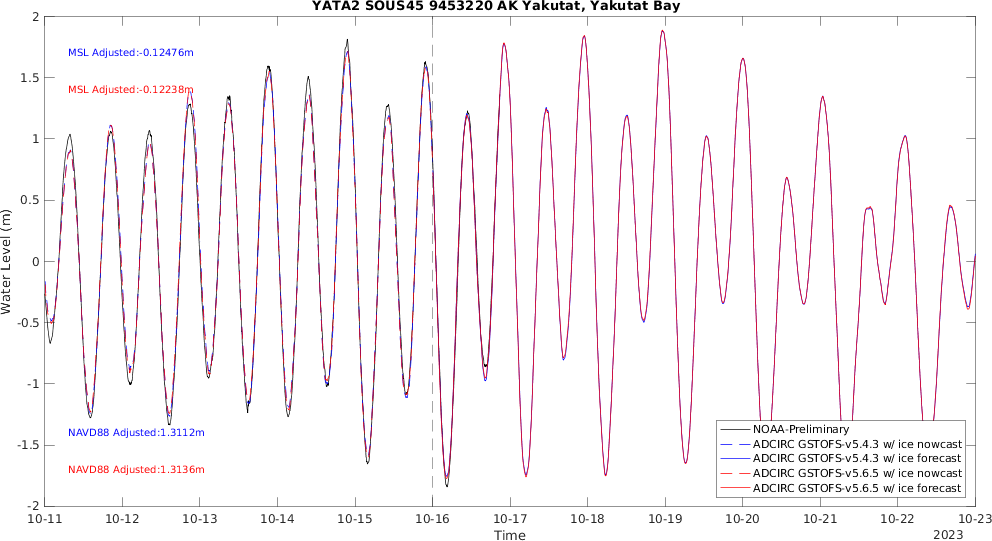 YATA2 SOUS45 9453220 AK Yakutat, Yakutat Bay
MSL Adjusted:-0.12476m
MSL Adjusted:-0.12238m
NAVD88 Adjusted:1.3112m
NAVD88 Adjusted:1.3136m
Water Level (m)
2
1.5
1
0.5
0
-0.5
-1
-1.5
-2
NOAA-Preliminary
ADCIRC GSTOFS-v5.4.3 w/ ice nowcast
ADCIRC GSTOFS-v5.4.3 w/ ice forecast
ADCIRC GSTOFS-v5.6.5 w/ ice nowcast
ADCIRC GSTOFS-v5.6.5 w/ ice forecast
10-11 10-12 10-13 10-14 10-15 10-16 10-17 10-18 10-19 10-20 10-21 10-22 10-23
Time
2023